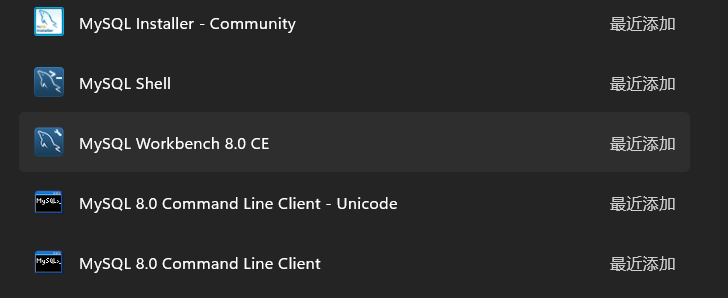 MySQL Installer - Community 最近添加
MySQL Shell 最近添加
MySQL Workbench 8.0 CE 最近添加
MySQL 8.0 Command Line Client - Unicode 最近添加
MySQL 8.0 Command Line Client 最近添加